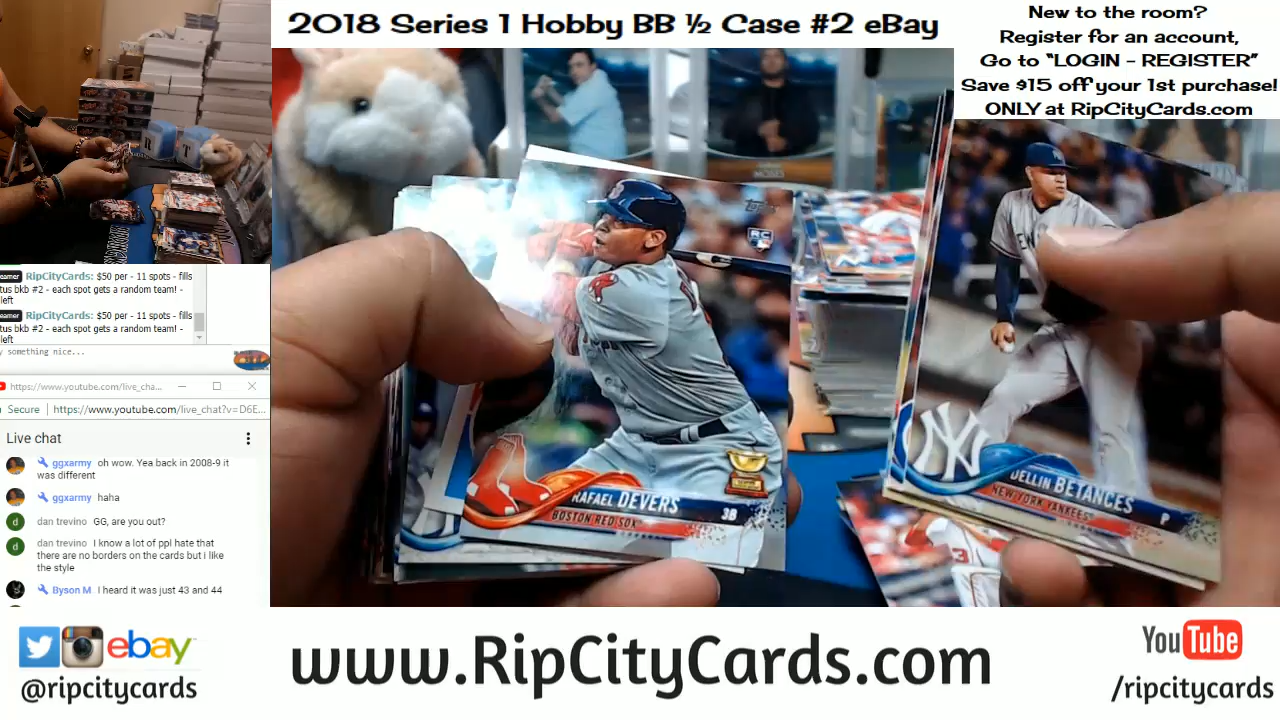 2018 Series 1 Hobby BB ½ Case #2 eBay
New to the room?
Register for an account,
Go to “LOGIN - REGISTER”
Save $15 off your 1st purchase!
ONLY at RipCityCards.com
R T
MOSES
topps
RC
RAFAEL DEVERS 3B
BOSTON RED SOX
DELLIN BETANCES
NEW YORK YANKEES P
eamer RipCityCards: $50 per - 11 spots - fills
tus bkb #2 - each spot gets a random team! -
left
eamer RipCityCards: $50 per - 11 spots - fills
tus bkb #2 - each spot gets a random team! -
left
y something nice...
https://www.youtube.com/live_cha...
Secure https://www.youtube.com/live_chat?v=D6E...
Live chat
ggxarmy oh wow. Yea back in 2008-9 it
was different
ggxarmy haha
d dan trevino GG, are you out?
d dan trevino I know a lot of ppl hate that
there are no borders on the cards but i like
the style
Byson M I heard it was just 43 and 44
ebay
@ripcitycards
www.RipCityCards.com
YouTube
/ripcitycards